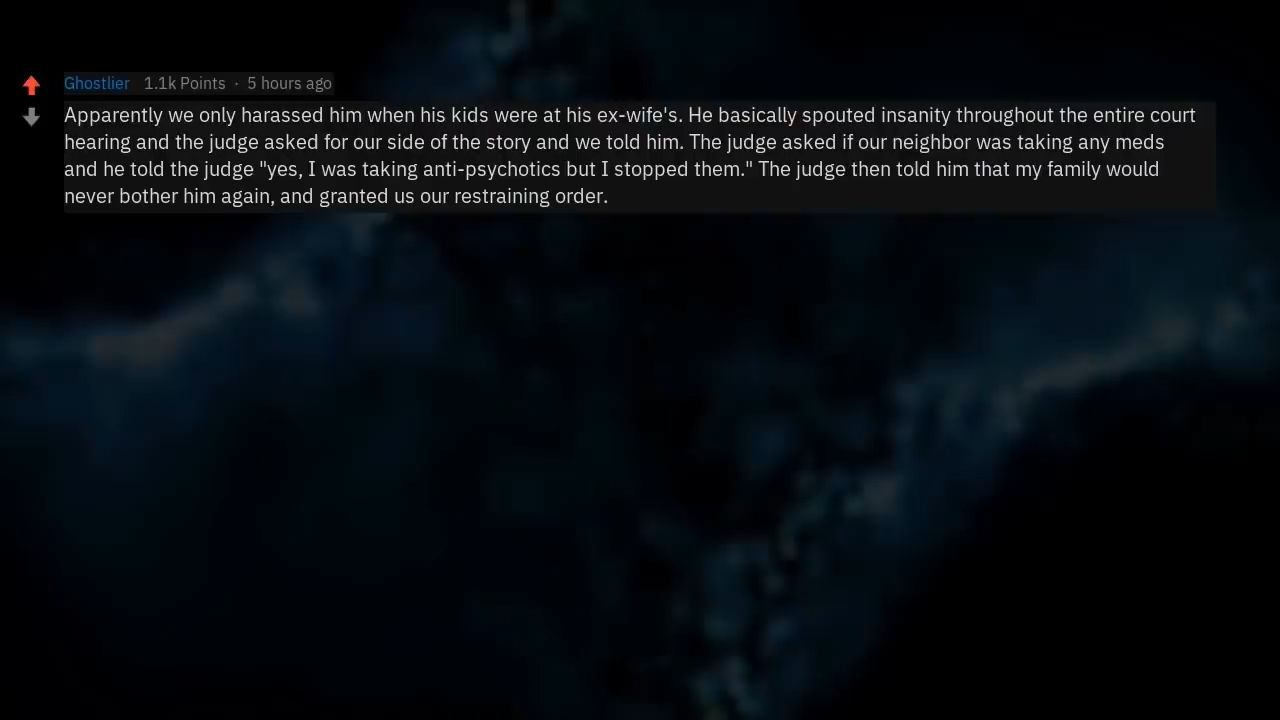 Ghostlier 1.1k Points · 5 hours ago
Apparently we only harassed him when his kids were at his ex-wife's. He basically spouted insanity throughout the entire court
hearing and the judge asked for our side of the story and we told him. The judge asked if our neighbor was taking any meds
and he told the judge "yes, I was taking anti-psychotics but I stopped them." The judge then told him that my family would
never bother him again, and granted us our restraining order.